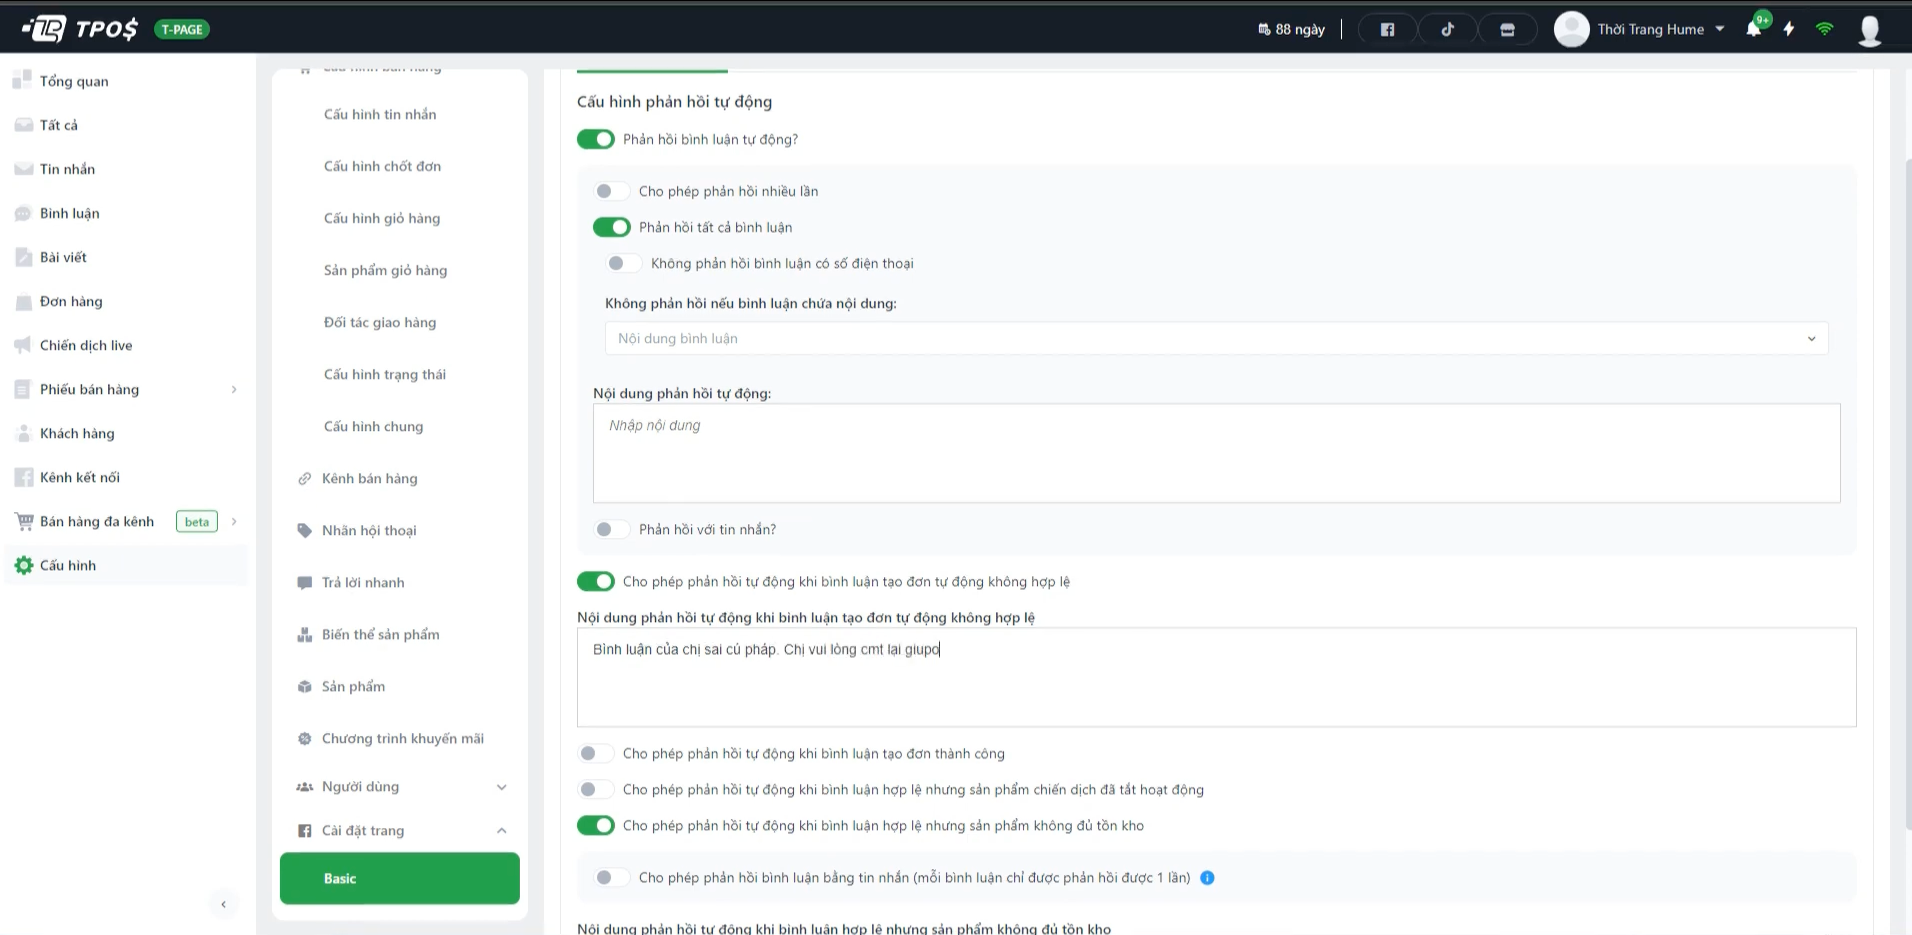 TPO$ T-PAGE
88 ngày
Thời Trang Hume
9+
Tổng quan
Tất cả
Tin nhắn
Bình luận
Bài viết
Đơn hàng
Chiến dịch live
Phiếu bán hàng
Khách hàng
Kênh kết nối
Bán hàng đa kênh beta
Cấu hình
Cấu hình bán hàng
Cấu hình tin nhắn
Cấu hình chốt đơn
Cấu hình giỏ hàng
Sản phẩm giỏ hàng
Đối tác giao hàng
Cấu hình trạng thái
Cấu hình chung
Kênh bán hàng
Nhãn hội thoại
Trả lời nhanh
Biến thể sản phẩm
Sản phẩm
Chương trình khuyến mãi
Người dùng
Cài đặt trang
Basic
Cấu hình phản hồi tự động
Phản hồi bình luận tự động?
Cho phép phản hồi nhiều lần
Phản hồi tất cả bình luận
Không phản hồi bình luận có số điện thoại
Không phản hồi nếu bình luận chứa nội dung:
Nội dung bình luận
Nội dung phản hồi tự động:
Nhập nội dung
Phản hồi với tin nhắn?
Cho phép phản hồi tự động khi bình luận tạo đơn tự động không hợp lệ
Nội dung phản hồi tự động khi bình luận tạo đơn tự động không hợp lệ
Bình luận của chị sai cú pháp. Chị vui lòng cmt lại giupo
Cho phép phản hồi tự động khi bình luận tạo đơn thành công
Cho phép phản hồi tự động khi bình luận hợp lệ nhưng sản phẩm chiến dịch đã tắt hoạt động
Cho phép phản hồi tự động khi bình luận hợp lệ nhưng sản phẩm không đủ tồn kho
Cho phép phản hồi bình luận bằng tin nhắn (mỗi bình luận chỉ được phản hồi được 1 lần)
Nội dung phản hồi tự động khi bình luận hợp lệ nhưng sản phẩm không đủ tồn kho